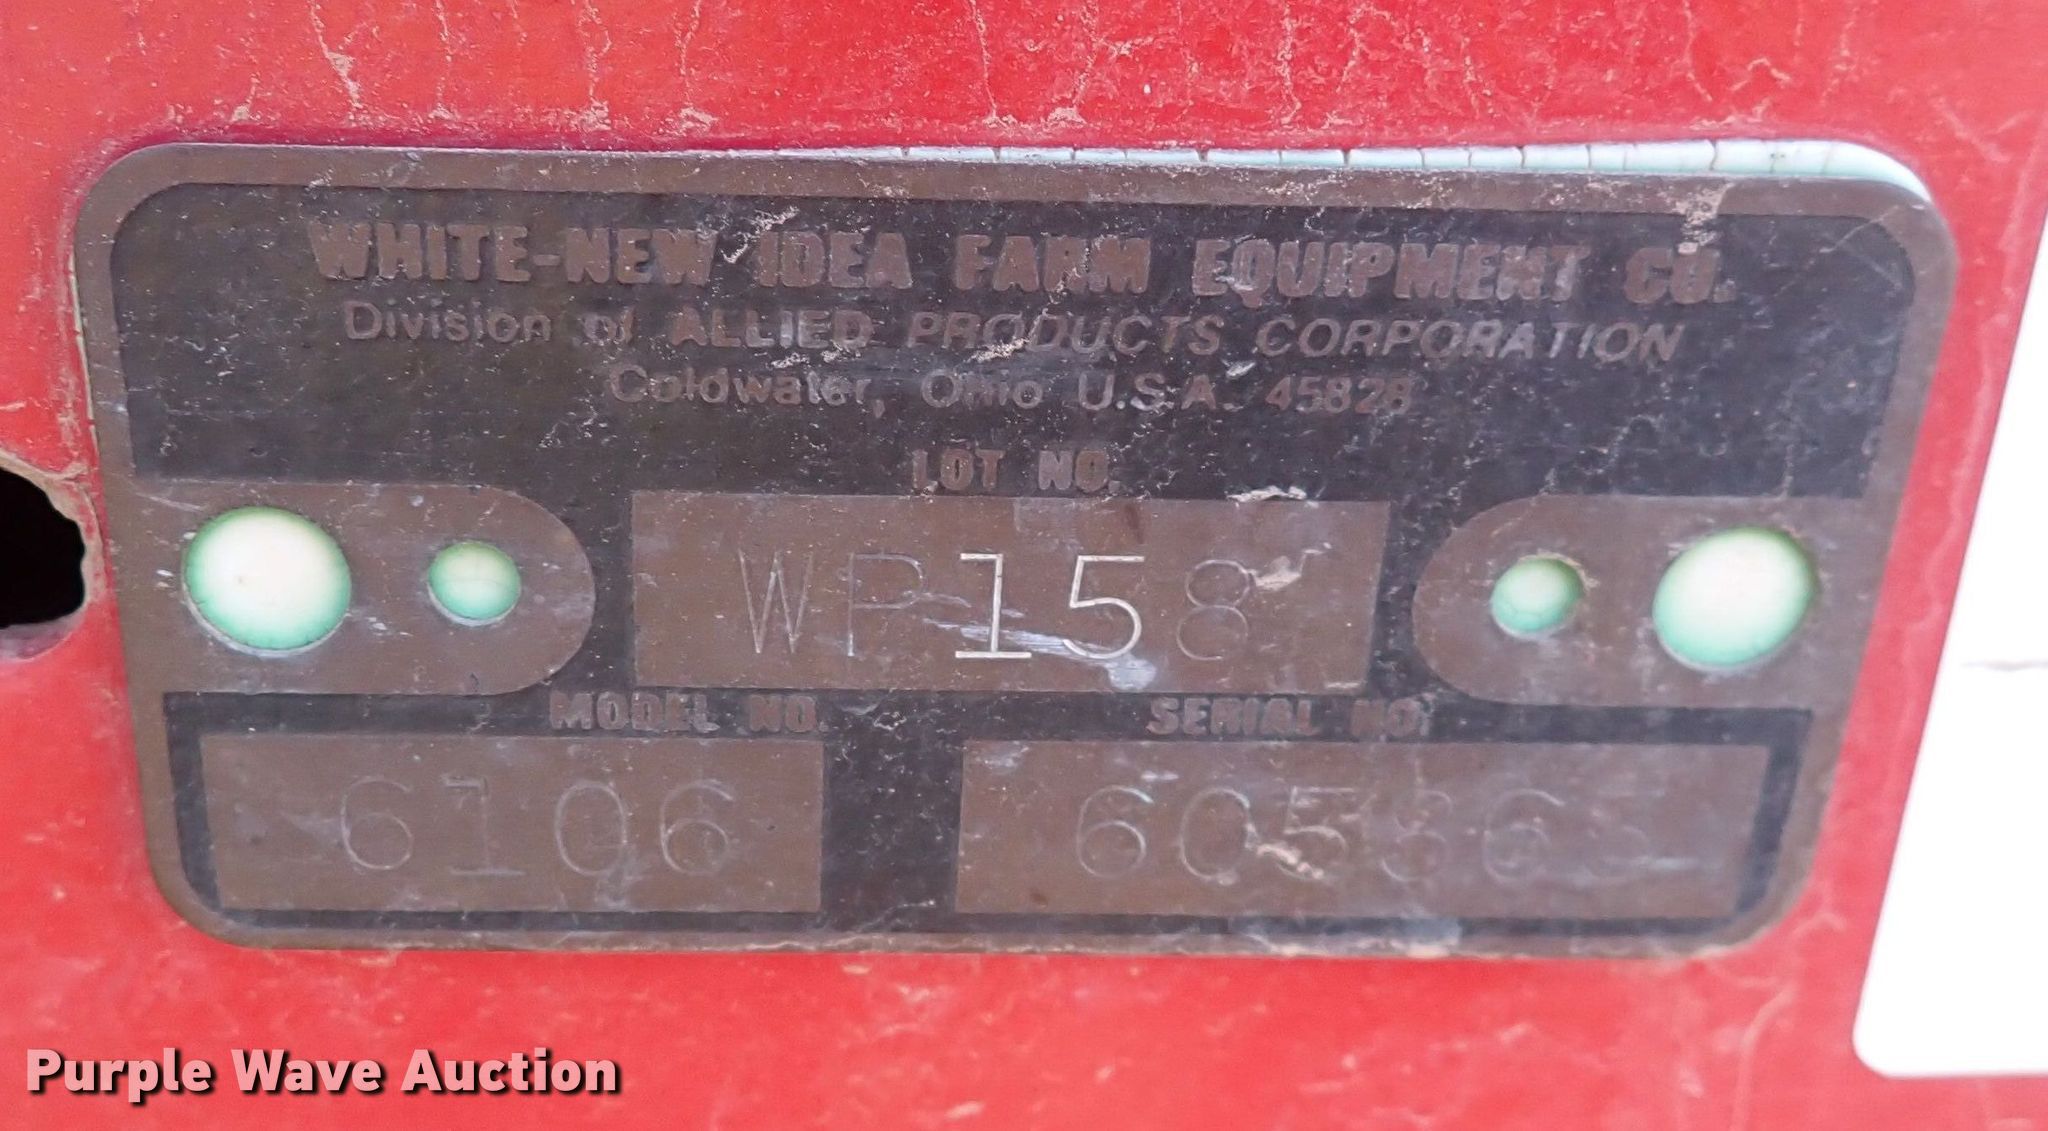 WHITE-NEW IDEA FARM EQUIPMENT CO.
Division of ALLIED PRODUCTS CORPORATION
Coldwater, Ohio U.S.A. 45828
LOT NO.
WP158
MODEL NO. SERIAL NO.
6106
Purple Wave Auction